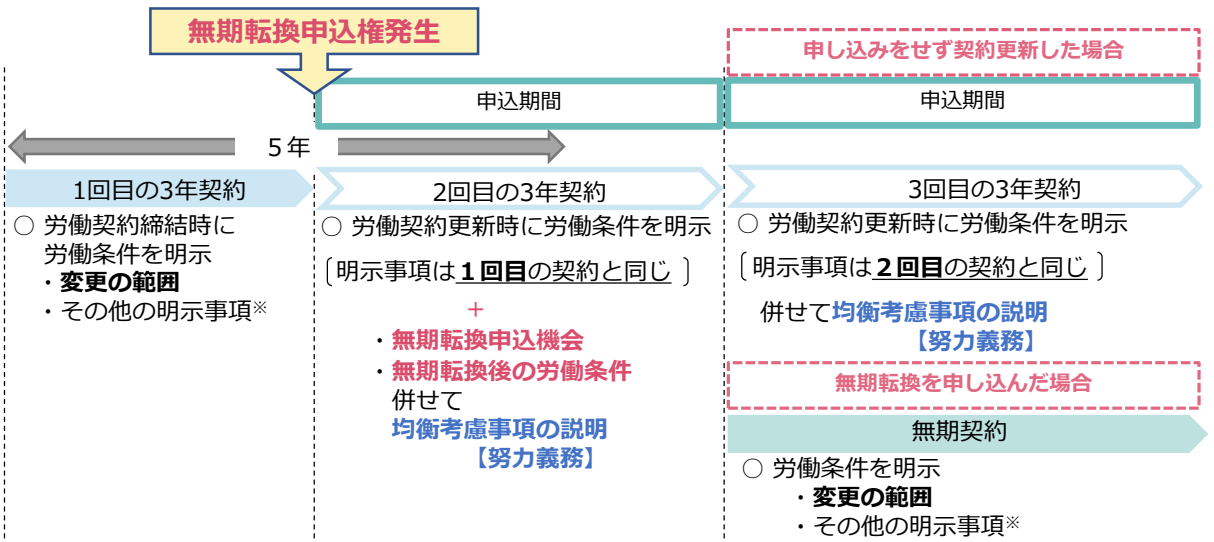 無期転換申込権発生
申し込みをせず契約更新した場合
申込期間
申込期間
5年
1回目の3年契約
○ 労働契約締結時に
労働条件を明示
・変更の範囲
・その他の明示事項※
2回目の3年契約
○ 労働契約更新時に労働条件を明示
〔明示事項は１回目の契約と同じ 〕
＋
・無期転換申込機会
・無期転換後の労働条件
併せて
均衡考慮事項の説明
【努力義務】
3回目の3年契約
○ 労働契約更新時に労働条件を明示
〔明示事項は２回目の契約と同じ 〕
併せて均衡考慮事項の説明
【努力義務】
無期転換を申し込んだ場合
無期契約
○ 労働条件を明示
・変更の範囲
・その他の明示事項※